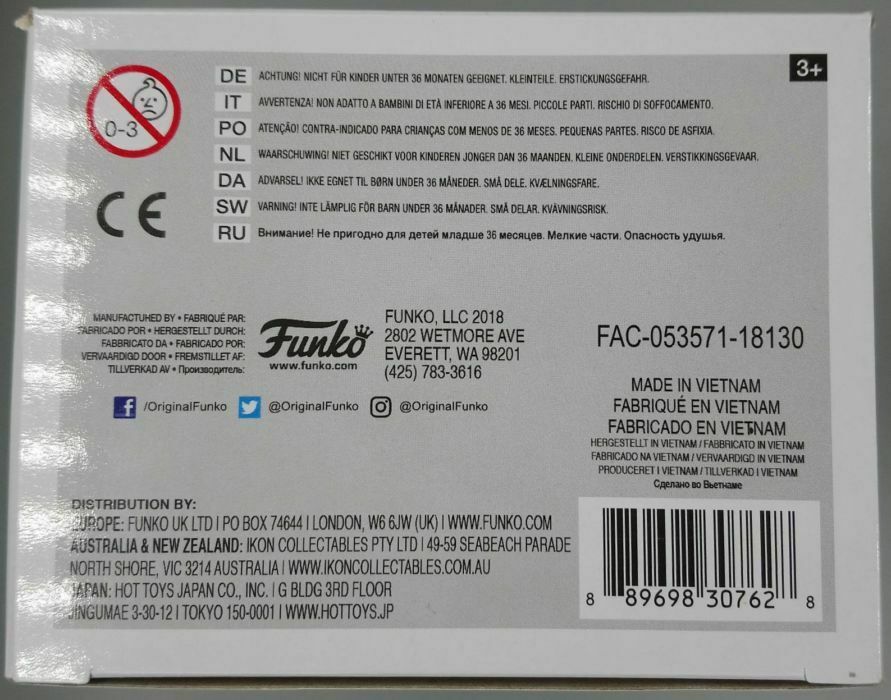 0-3
3+
DE ACHTUNG! NICHT FÜR KINDER UNTER 36 MONATEN GEEIGNET. KLEINTEILE. ERSTICKUNGSGEFAHR.
IT AVVERTENZA! NON ADATTO A BAMBINI DI ETÀ INFERIORE A 36 MESI. PICCOLE PARTI. RISCHIO DI SOFFOCAMENTO.
PO ATENÇÃO! CONTRA-INDICADO PARA CRIANÇAS COM MENOS DE 36 MESES. PEQUENAS PARTES. RISCO DE ASFIXIA.
NL WAARSCHUWING! NIET GESCHIKT VOOR KINDEREN JONGER DAN 36 MAANDEN. KLEINE ONDERDELEN. VERSTIKKINGSGEVAAR.
DA ADVARSEL! IKKE EGNET TIL BØRN UNDER 36 MÅNEDER. SMÅ DELE. KVÆLNINGSFARE.
SW VARNING! INTE LÄMPLIG FÖR BARN UNDER 36 MÅNADER. SMÅ DELAR. KVÄVNINGSRISK.
RU Внимание! Не пригодно для детей младше 36 месяцев. Мелкие части. Опасность удушья.
CE
MANUFACTUHED BY • FABRIQUÉ PAR:
FABRICADO POR • HERGESTELLT DURCH:
FABBRICATO DA • FABRICADO POR:
VERVAARDIGD DOOR • FREMSTILLET AF:
TILLVERKAD AV • Производитель:
Funko
www.funko.com
FUNKO, LLC 2018
2802 WETMORE AVE
EVERETT, WA 98201
(425) 783-3616
f /OriginalFunko @OriginalFunko @OriginalFunko
FAC-053571-18130
MADE IN VIETNAM
FABRIQUÉ EN VIETNAM
FABRICADO EN VIETNAM
HERGESTELLT IN VIETNAM / FABBRICATO IN VIETNAM
FABRICADO NA VIETNAM / VERVAARDIGD IN VIETNAM
PRODUCERET I VIETNAM / TILLVERKAD I VIETNAM
Сделано во Вьетнаме
DISTRIBUTION BY:
EUROPE: FUNKO UK LTD | PO BOX 74644 | LONDON, W6 6JW (UK) | WWW.FUNKO.COM
AUSTRALIA & NEW ZEALAND: IKON COLLECTABLES PTY LTD | 49-59 SEABEACH PARADE
NORTH SHORE, VIC 3214 AUSTRALIA | WWW.IKONCOLLECTABLES.COM.AU
JAPAN: HOT TOYS JAPAN CO., INC. | G BLDG 3RD FLOOR
JINGUMAE 3-30-12 | TOKYO 150-0001 | WWW.HOTTOYS.JP
8 89698 30762 8